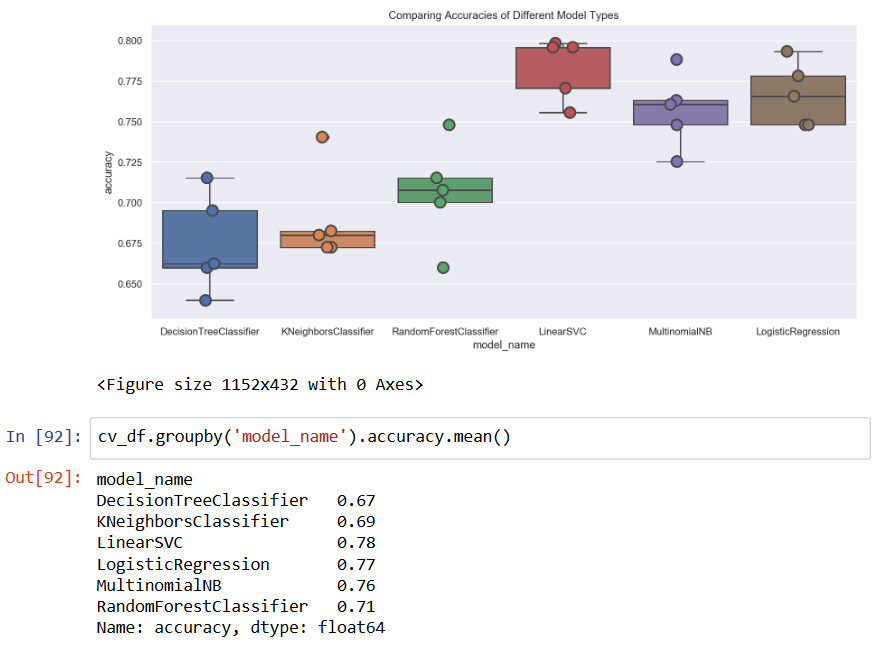 Comparing Accuracies of Different Model Types
0.800
0.775
0.750
0.725
0.700
0.675
0.650
accuracy
DecisionTreeClassifier KNeighborsClassifier RandomForestClassifier LinearSVC MultinomialNB LogisticRegression
model_name
<Figure size 1152x432 with 0 Axes>
In [92]: cv_df.groupby('model_name').accuracy.mean()
Out[92]: model_name
DecisionTreeClassifier 0.67
KNeighborsClassifier 0.69
LinearSVC 0.78
LogisticRegression 0.77
MultinomialNB 0.76
RandomForestClassifier 0.71
Name: accuracy, dtype: float64